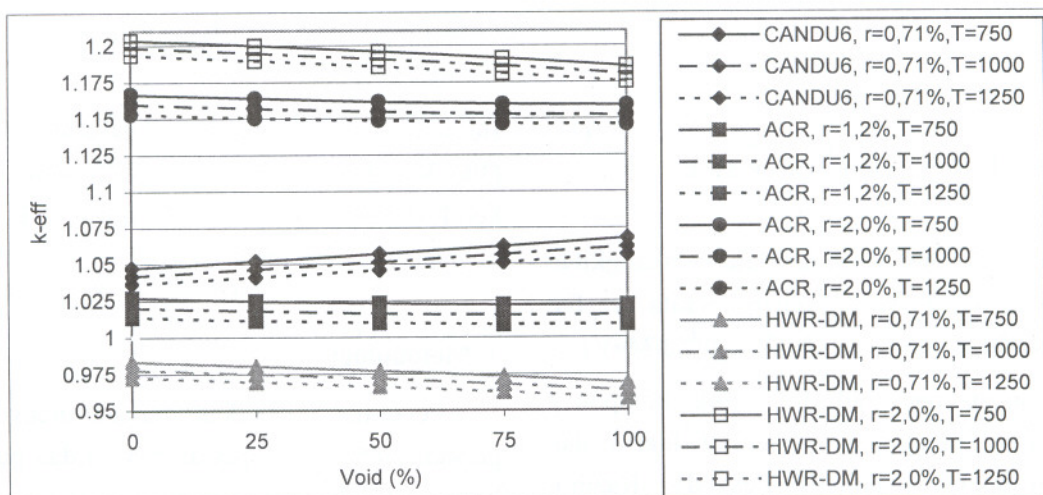 1.2
1.175
1.15
1.125
1.1
1.075
1.05
1.025
1
0.975
0.95
k-eff
0 25 50 75 100
Void (%)
CANDU6, r=0,71%,T=750
CANDU6, r=0,71%,T=1000
CANDU6, r=0,71%,T=1250
ACR, r=1,2%,T=750
ACR, r=1,2%,T=1000
ACR, r=1,2%,T=1250
ACR, r=2,0%,T=750
ACR, r=2,0%,T=1000
ACR, r=2,0%,T=1250
HWR-DM, r=0,71%,T=750
HWR-DM, r=0,71%,T=1000
HWR-DM, r=0,71%,T=1250
HWR-DM, r=2,0%,T=750
HWR-DM, r=2,0%,T=1000
HWR-DM, r=2,0%,T=1250